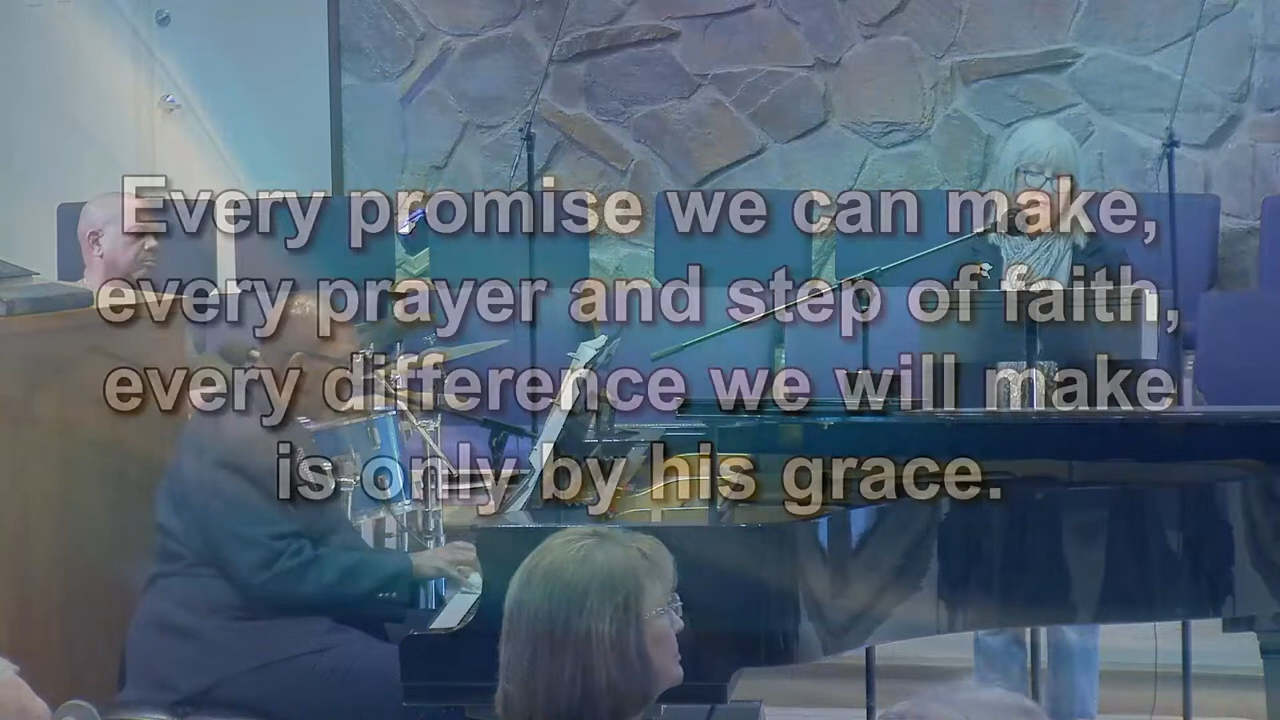 Every promise we can make,
every prayer and step of faith,
every difference we will make
is only by his grace.